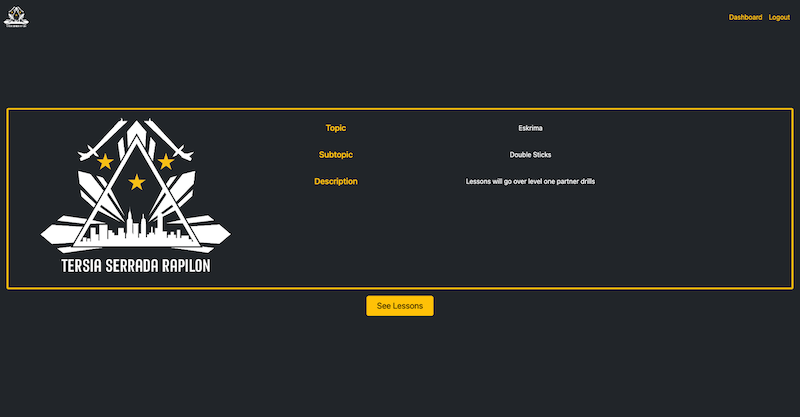 Dashboard Logout
Topic Eskrima
Subtopic Double Sticks
Description Lessons will go over level one partner drills
TERSIA SERRADA RAPILON
See Lessons